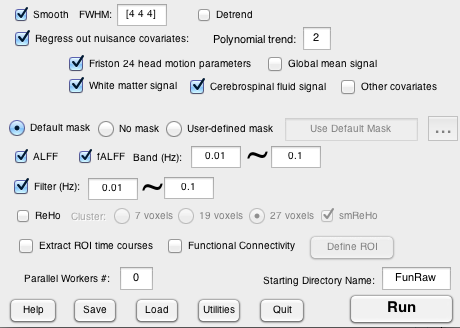 Smooth FWHM: [4 4 4] Detrend
Regress out nuisance covariates: Polynomial trend: 2
Friston 24 head motion parameters Global mean signal
White matter signal Cerebrospinal fluid signal Other covariates
Default mask No mask User-defined mask Use Default Mask ...
ALFF fALFF Band (Hz): 0.01 ~ 0.1
Filter (Hz): 0.01 ~ 0.1
ReHo Cluster: 7 voxels 19 voxels 27 voxels smReHo
Extract ROI time courses Functional Connectivity Define ROI
Parallel Workers #: 0 Starting Directory Name: FunRaw
Help Save Load Utilities Quit Run